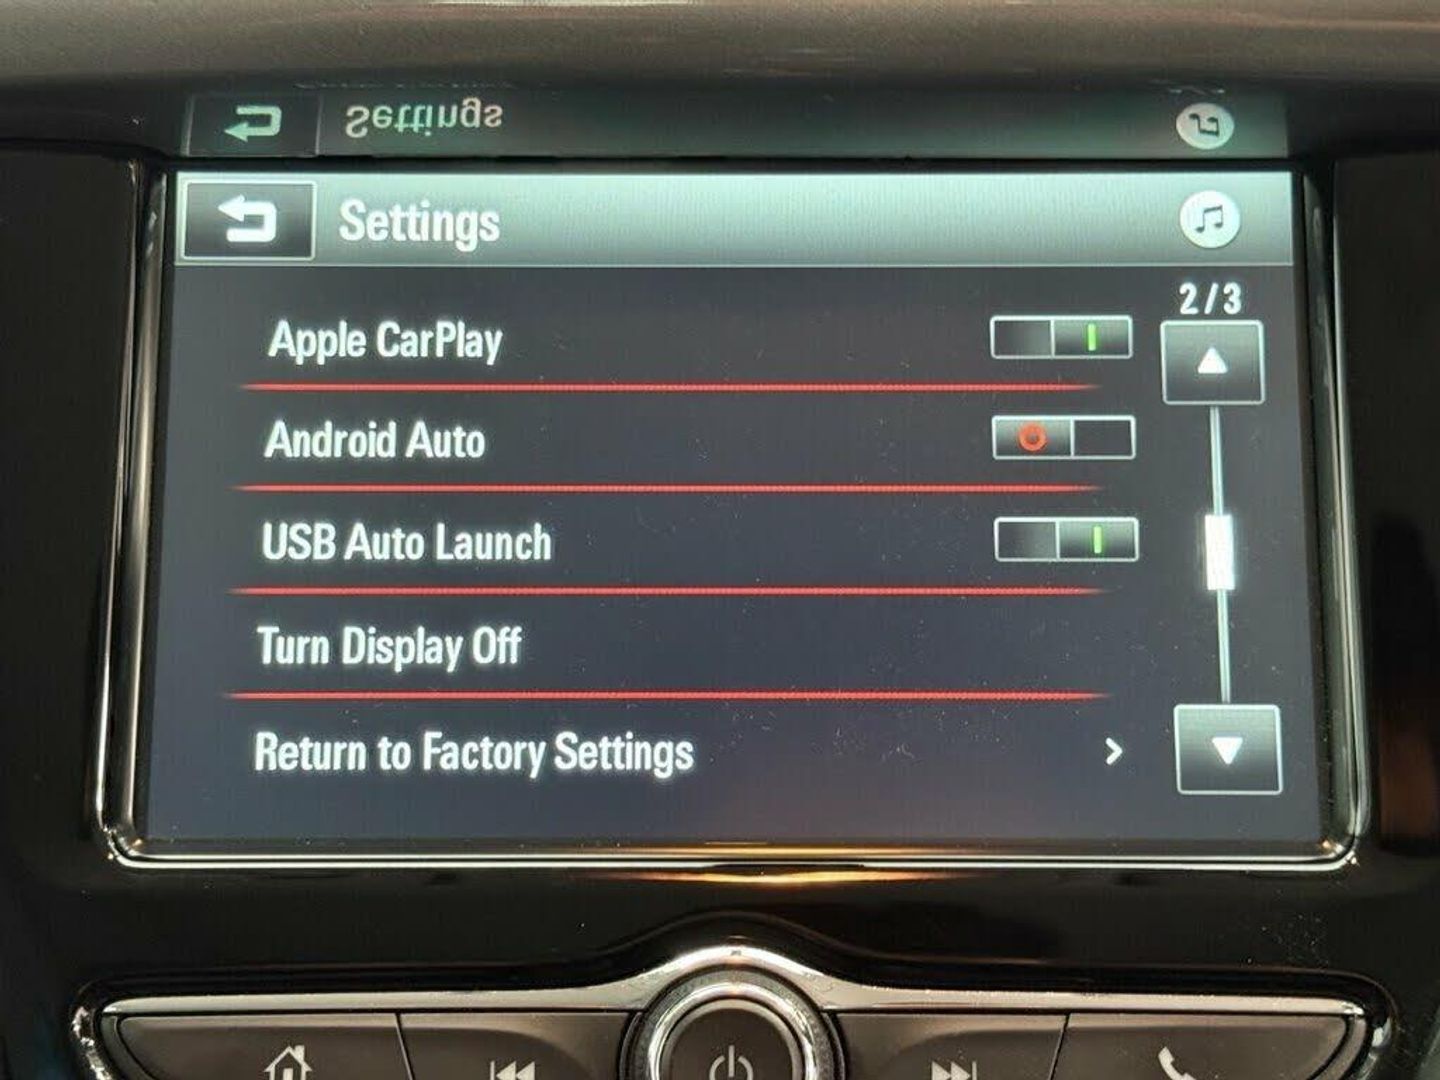 Settings
Settings
2/3
Apple CarPlay
Android Auto
USB Auto Launch
Turn Display Off
Return to Factory Settings